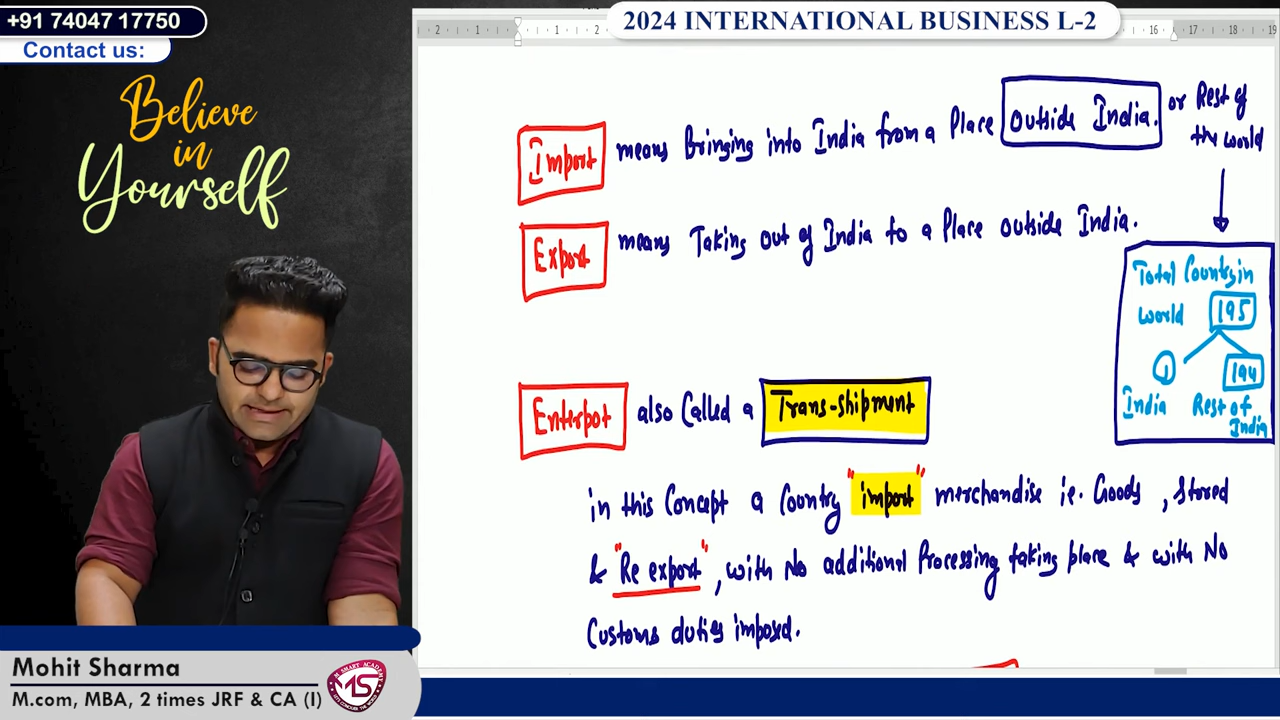 +91 74047 17750
Contact us:
2024 INTERNATIONAL BUSINESS L-2
Believe
in
Yourself
Import means Bringing into India from a Place outside India. or Rest of
the world
Export means Taking out of India to a Place outside India.
Total Country in
world 195
1 194
India Rest of
India
Enterpot also Called a Trans-shipment
in this Concept a Country "import" merchandise ie. Goods, stored
& "Re export", with No additional Processing taking place & with No
Customs duties imposed.
Mohit Sharma
M.com, MBA, 2 times JRF & CA (I)
MS